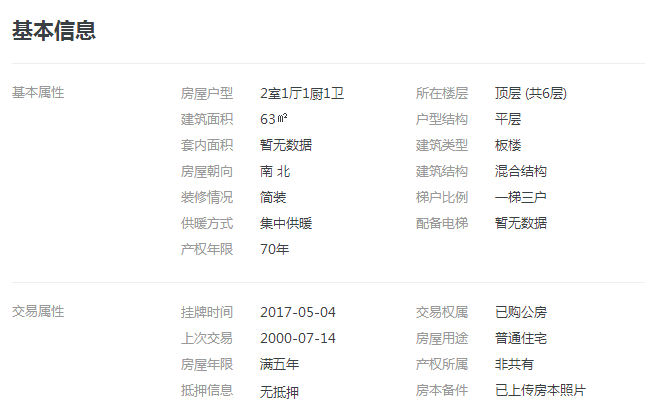 基本信息
基本属性 房屋户型 2室1厅1厨1卫 所在楼层 顶层 (共6层)
建筑面积 63㎡ 户型结构 平层
套内面积 暂无数据 建筑类型 板楼
房屋朝向 南 北 建筑结构 混合结构
装修情况 简装 梯户比例 一梯三户
供暖方式 集中供暖 配备电梯 暂无数据
产权年限 70年
交易属性 挂牌时间 2017-05-04 交易权属 已购公房
上次交易 2000-07-14 房屋用途 普通住宅
房屋年限 满五年 产权所属 非共有
抵押信息 无抵押 房本备件 已上传房本照片